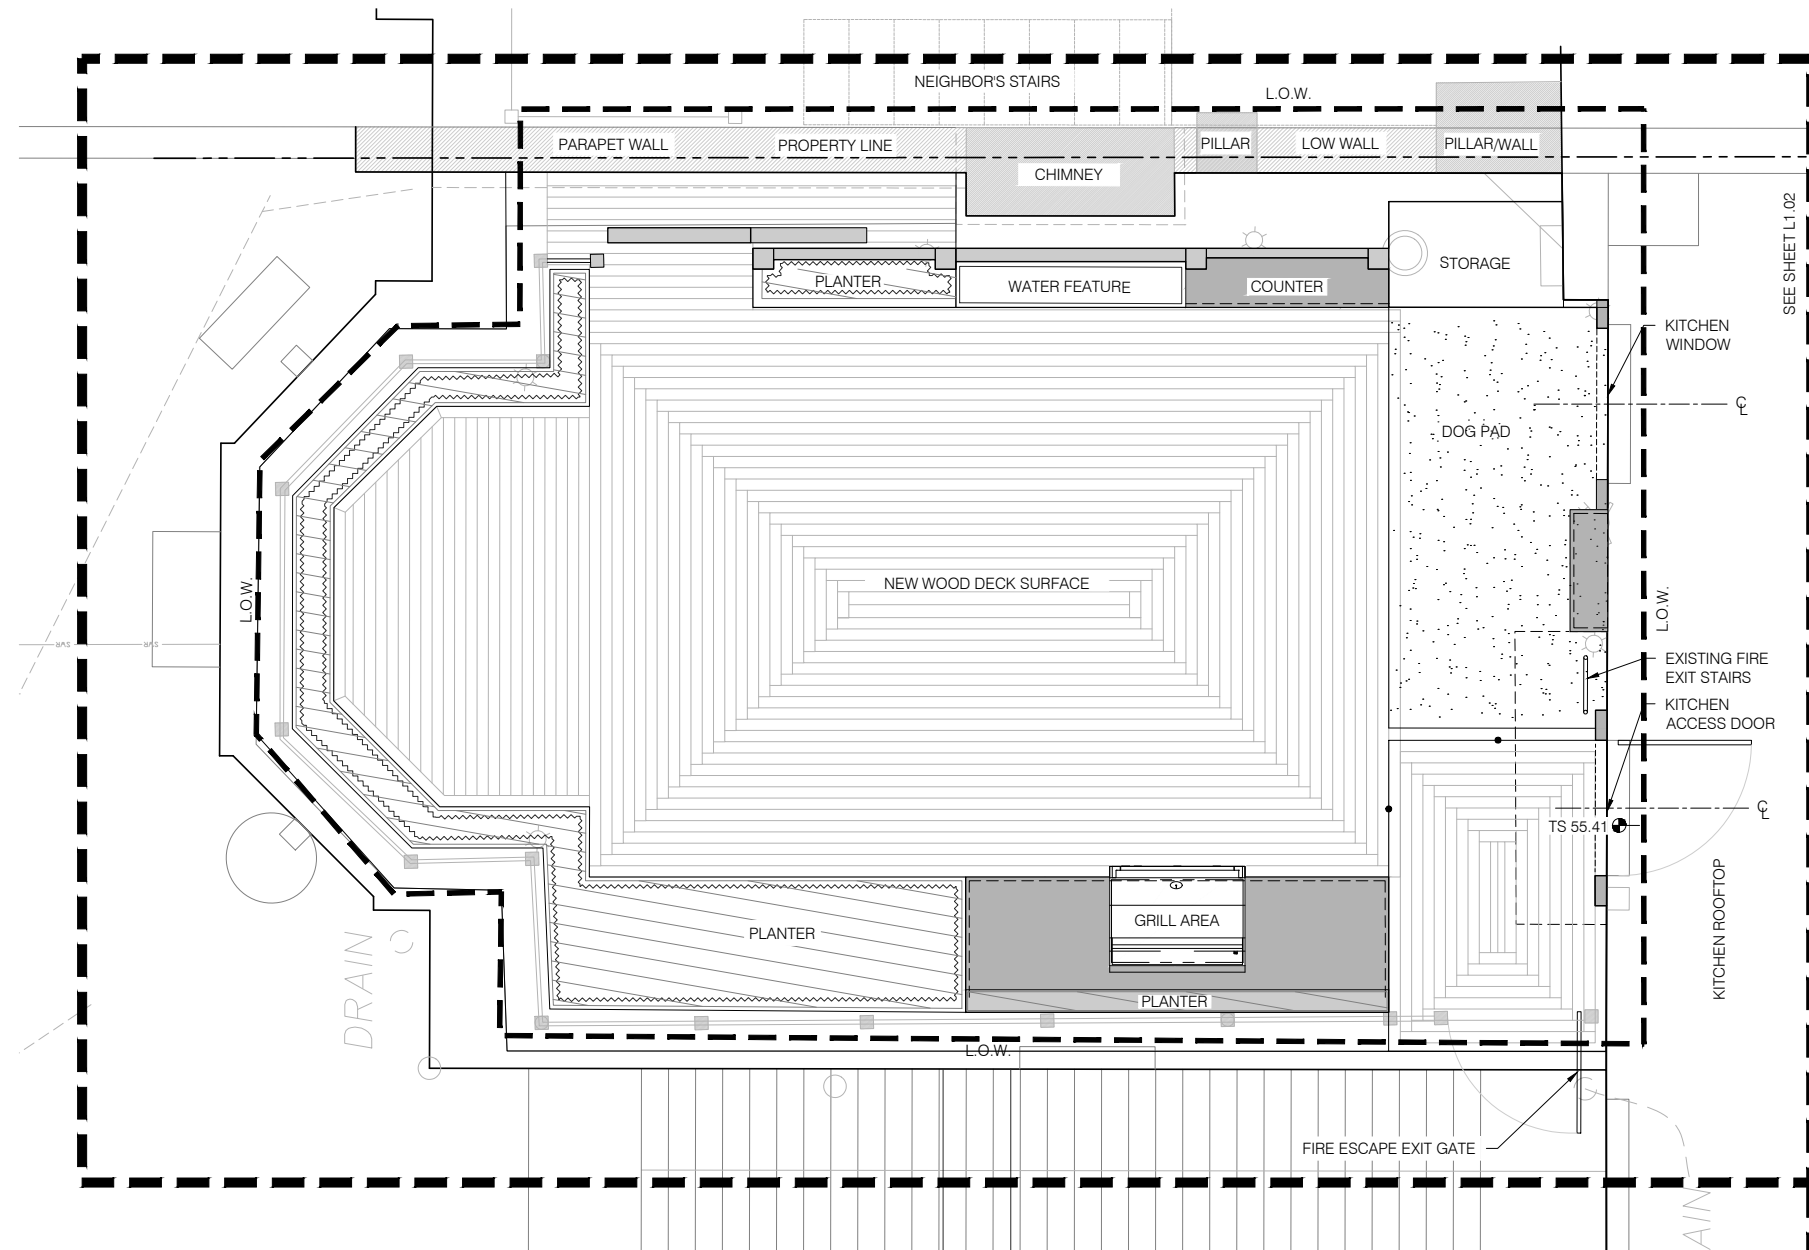 NEIGHBOR'S STAIRS
L.O.W.
PARAPET WALL
PROPERTY LINE
PILLAR
LOW WALL
PILLAR/WALL
CHIMNEY
SEE SHEET L1.02
STORAGE
PLANTER
WATER FEATURE
COUNTER
KITCHEN
WINDOW
DOG PAD
L.O.W.
NEW WOOD DECK SURFACE
L.O.W.
EXISTING FIRE
EXIT STAIRS
KITCHEN
ACCESS DOOR
TS 55.41
KITCHEN ROOFTOP
GRILL AREA
PLANTER
DRAIN
PLANTER
L.O.W.
FIRE ESCAPE EXIT GATE
AIN